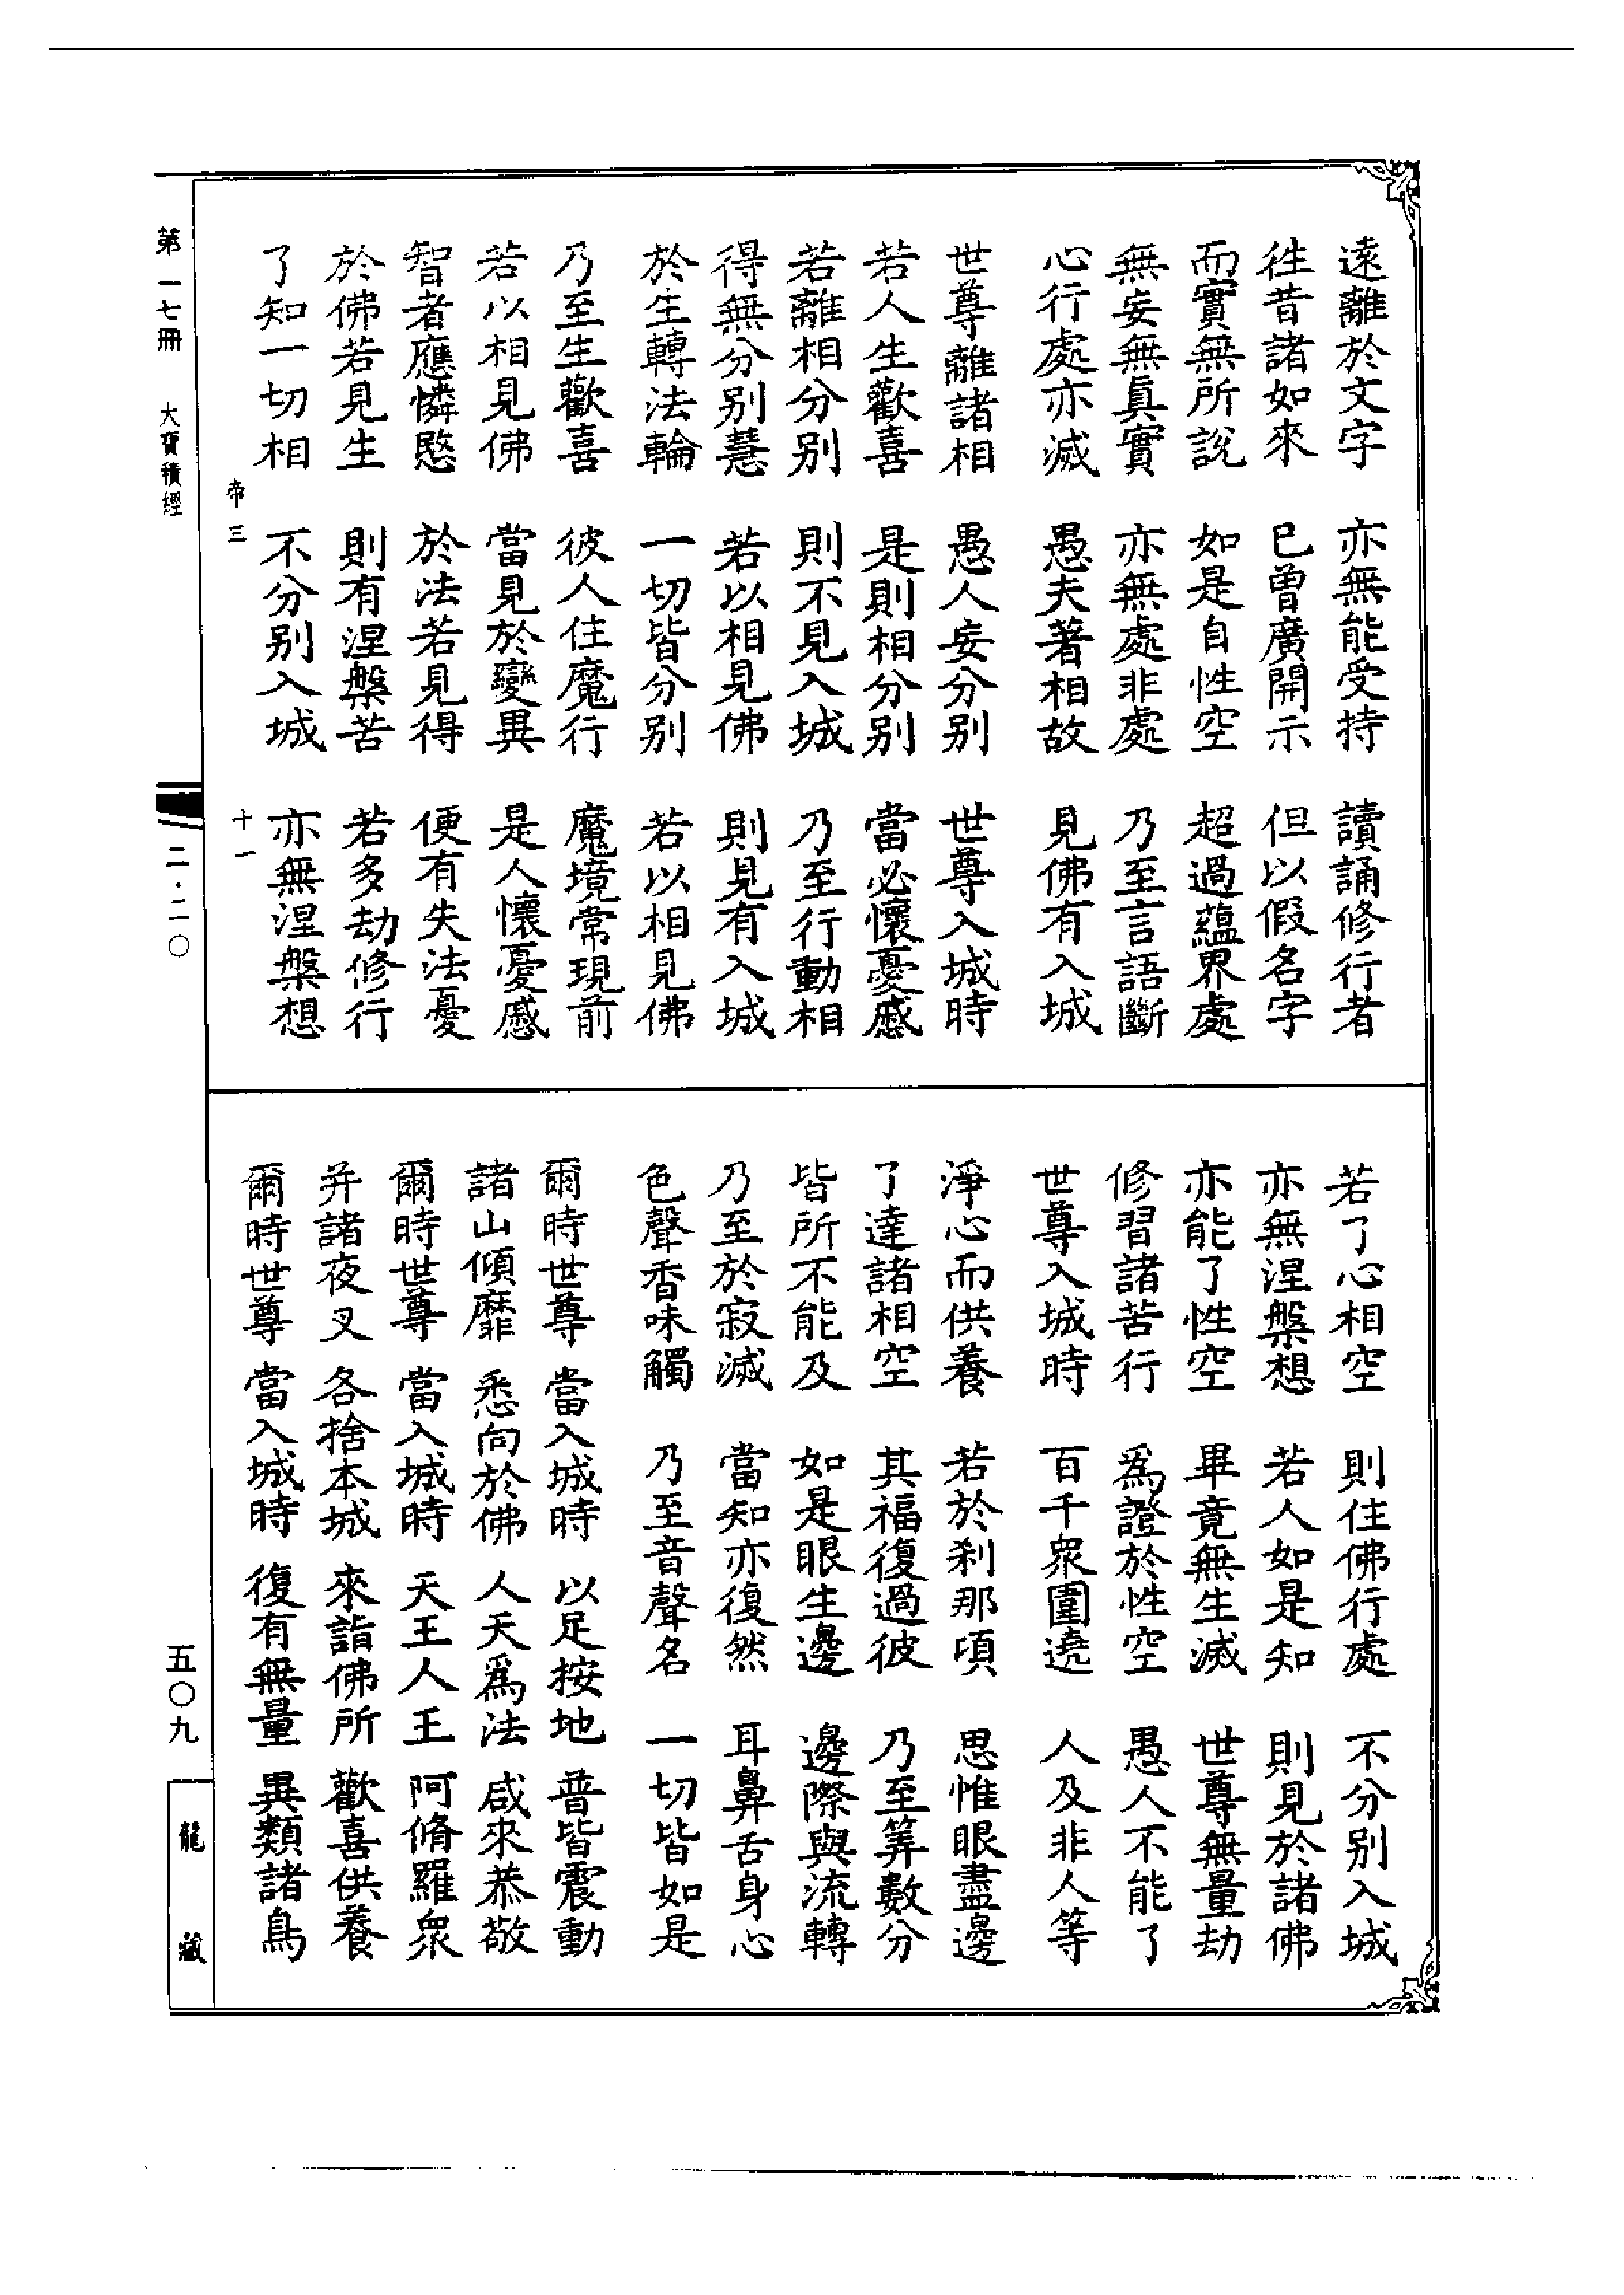 遠離於文字　亦無能受持　讀誦修行者
往昔諸如來　已曾廣開示　但以假名字
而實無所說　如是自性空　超過蘊界處
無妄無真實　亦無處非處　乃至言語斷
心行處亦滅　愚夫著相故　見佛有入城
世尊離諸相　愚人妄分別　世尊入城時
若人生歡喜　是則相分別　當必懷憂慼
若離相分別　則不見入城　乃至行動相
得無分別慧　若以相見佛　則見有入城
於生轉法輪　一切皆分別　若以相見佛
乃至生歡喜　彼人住魔行　魔境常現前
若以相見佛　當見於變異　是人懷憂慼
智者應憐愍　於法若見得　便有失法憂
於佛若見生　則有涅槃苦　若多劫修行
了知一切相　不分別入城　亦無涅槃想
帝三　十一
若了心相空　則住佛行處　不分別入城
亦無涅槃想　若人如是知　則見於諸佛
亦能了性空　畢竟無生滅　世尊無量劫
修習諸苦行　爲證於性空　愚人不能了
世尊入城時　百千衆圍遶　人及非人等
淨心而供養　若於刹那頃　思惟眼盡邊
了達諸相空　其福復過彼　乃至筭數分
皆所不能及　如是眼生邊　邊際與流轉
乃至於寂滅　當知亦復然　耳鼻舌身心
色聲香味觸　乃至音聲名　一切皆如是
爾時世尊　當入城時　以足按地　普皆震動
諸山傾靡　悉向於佛　人天爲法　咸來恭敬
爾時世尊　當入城時　天王人王　阿脩羅衆
并諸夜叉　各捨本城　來詣佛所　歡喜供養
爾時世尊　當入城時　復有無量　異類諸鳥
第一七冊　大寶積經　二·二〇　五〇九　龍藏